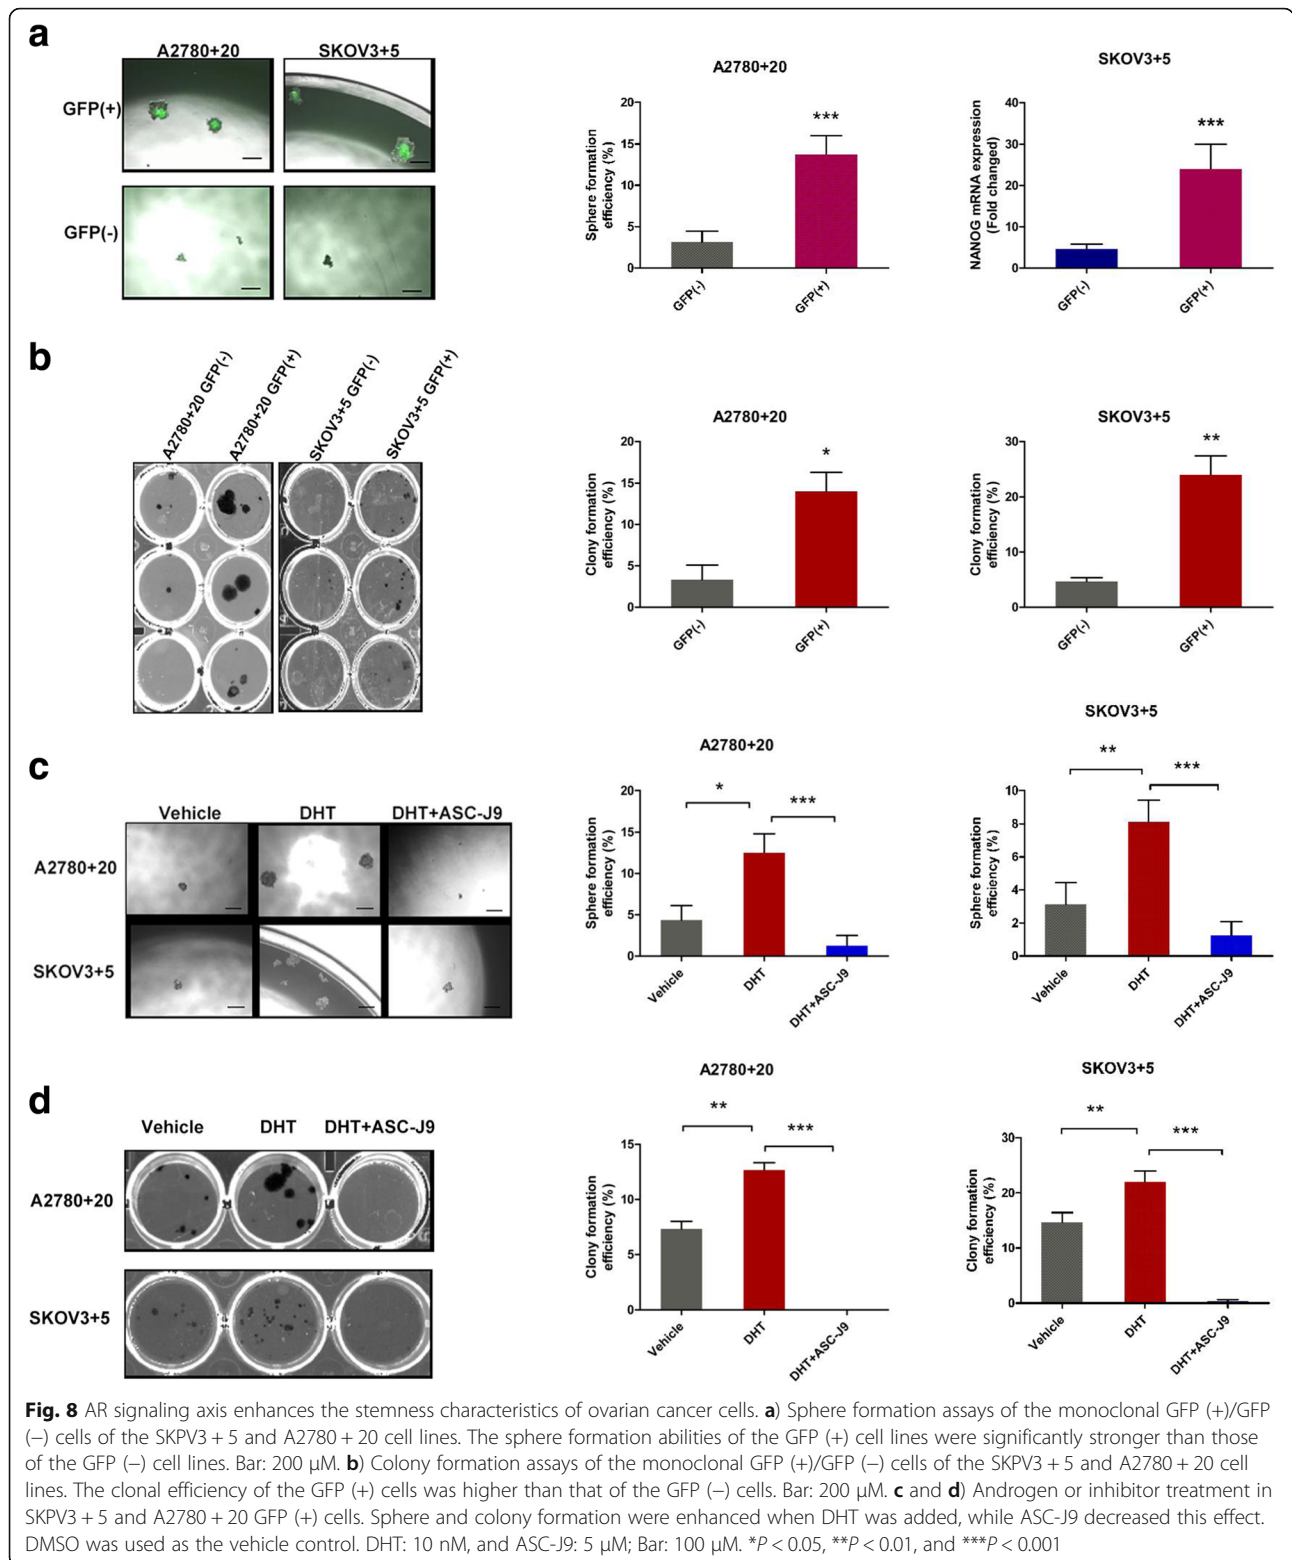 a
A2780+20
SKOV3+5
GFP(+)
GFP(-)
A2780+20
Sphere formation
efficiency (%)
20
15
10
5
0
***
GFP(-)
GFP(+)
SKOV3+5
NANOG mRNA expression
(Fold changed)
40
30
20
10
0
***
GFP(-)
GFP(+)
b
A2780+20 GFP(-)
A2780+20 GFP(+)
SKOV3+5 GFP(-)
SKOV3+5 GFP(+)
A2780+20
Clony formation
efficiency (%)
20
15
10
5
0
*
GFP(-)
GFP(+)
SKOV3+5
Clony formation
efficiency (%)
30
20
10
0
**
GFP(-)
GFP(+)
c
Vehicle
DHT
DHT+ASC-J9
A2780+20
SKOV3+5
A2780+20
Sphere formation
efficiency (%)
20
15
10
5
0
*
***
Vehicle
DHT
DHT+ASC-J9
SKOV3+5
Sphere formation
efficiency (%)
10
8
6
4
2
0
**
***
Vehicle
DHT
DHT+ASC-J9
d
Vehicle
DHT
DHT+ASC-J9
A2780+20
SKOV3+5
A2780+20
Clony formation
efficiency (%)
15
10
5
0
**
***
Vehicle
DHT
DHT+ASC-J9
SKOV3+5
Clony formation
efficiency (%)
30
20
10
0
**
***
Vehicle
DHT
DHT+ASC-J9
Fig. 8 AR signaling axis enhances the stemness characteristics of ovarian cancer cells. a) Sphere formation assays of the monoclonal GFP (+)/GFP
(−) cells of the SKPV3 + 5 and A2780 + 20 cell lines. The sphere formation abilities of the GFP (+) cell lines were significantly stronger than those
of the GFP (−) cell lines. Bar: 200 μM. b) Colony formation assays of the monoclonal GFP (+)/GFP (−) cells of the SKPV3 + 5 and A2780 + 20 cell
lines. The clonal efficiency of the GFP (+) cells was higher than that of the GFP (−) cells. Bar: 200 μM. c and d) Androgen or inhibitor treatment in
SKPV3 + 5 and A2780 + 20 GFP (+) cells. Sphere and colony formation were enhanced when DHT was added, while ASC-J9 decreased this effect.
DMSO was used as the vehicle control. DHT: 10 nM, and ASC-J9: 5 μM; Bar: 100 μM. *P < 0.05, **P < 0.01, and ***P < 0.001